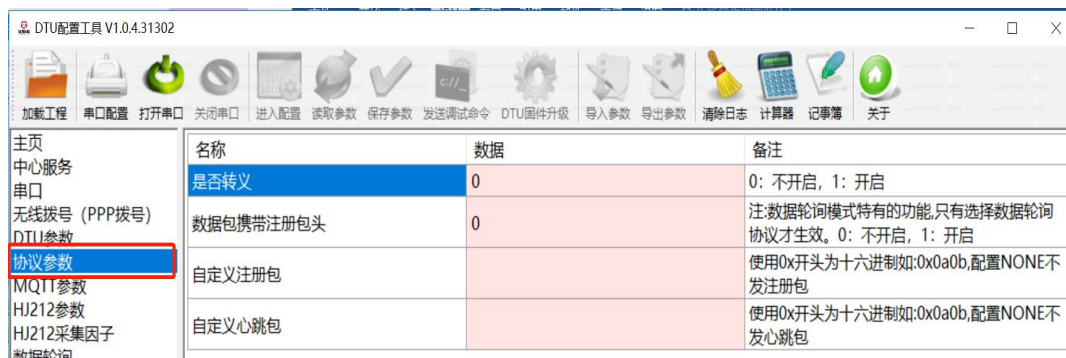 DTU配置工具 V1.0.4.31302
加载工程 串口配置 打开串口 关闭串口 进入配置 读取参数 保存参数 发送调试命令 DTU固件升级 导入参数 导出参数 清除日志 计算器 记事薄 关于
主页
中心服务
串口
无线拨号（PPP拨号）
DTU参数
协议参数
MQTT参数
HJ212参数
HJ212采集因子
数据轮询
名称 数据 备注
是否转义 0 0：不开启，1：开启
数据包携带注册包头 0 注:数据轮询模式特有的功能,只有选择数据轮询
协议才生效。0：不开启，1：开启
自定义注册包 使用0x开头为十六进制如:0x0a0b,配置NONE不
发注册包
自定义心跳包 使用0x开头为十六进制如:0x0a0b,配置NONE不
发心跳包